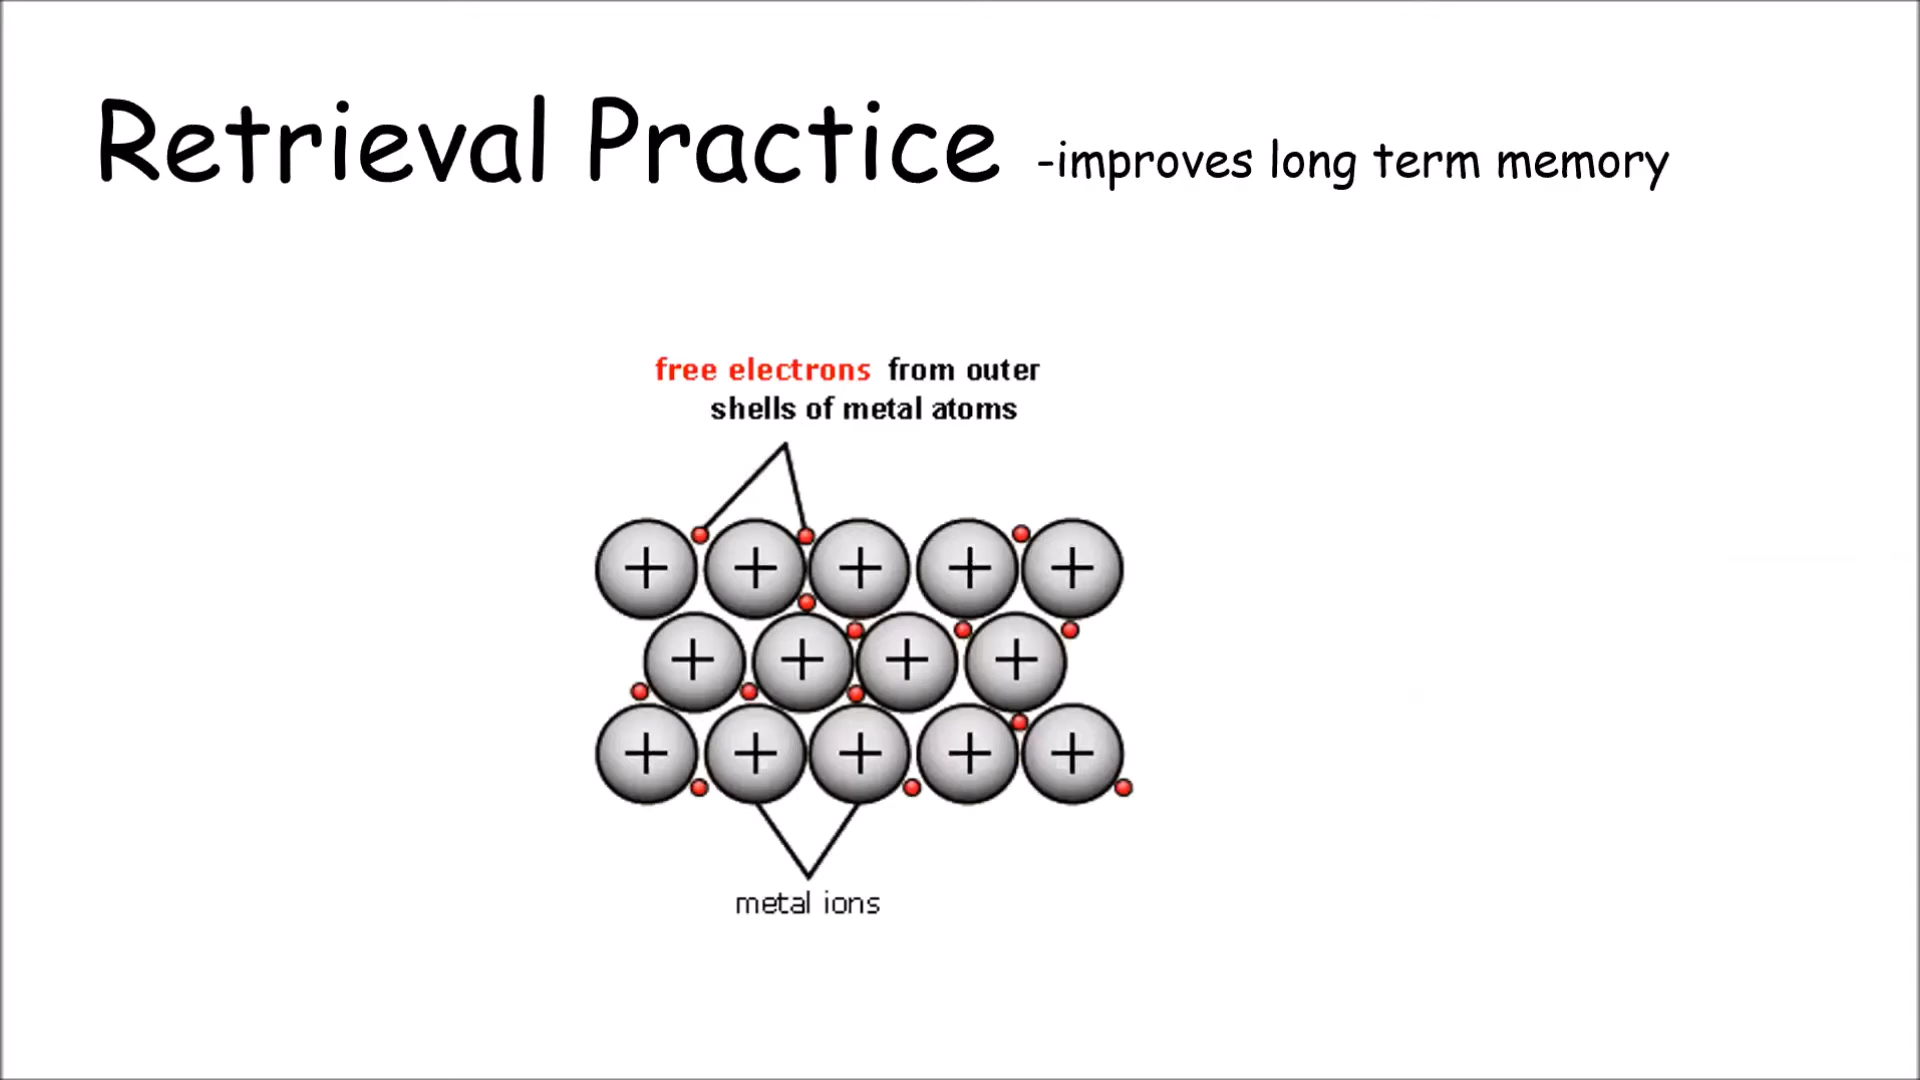 Retrieval Practice -improves long term memory
free electrons from outer
shells of metal atoms
+ + + + +
+ + + +
+ + + + +
metal ions